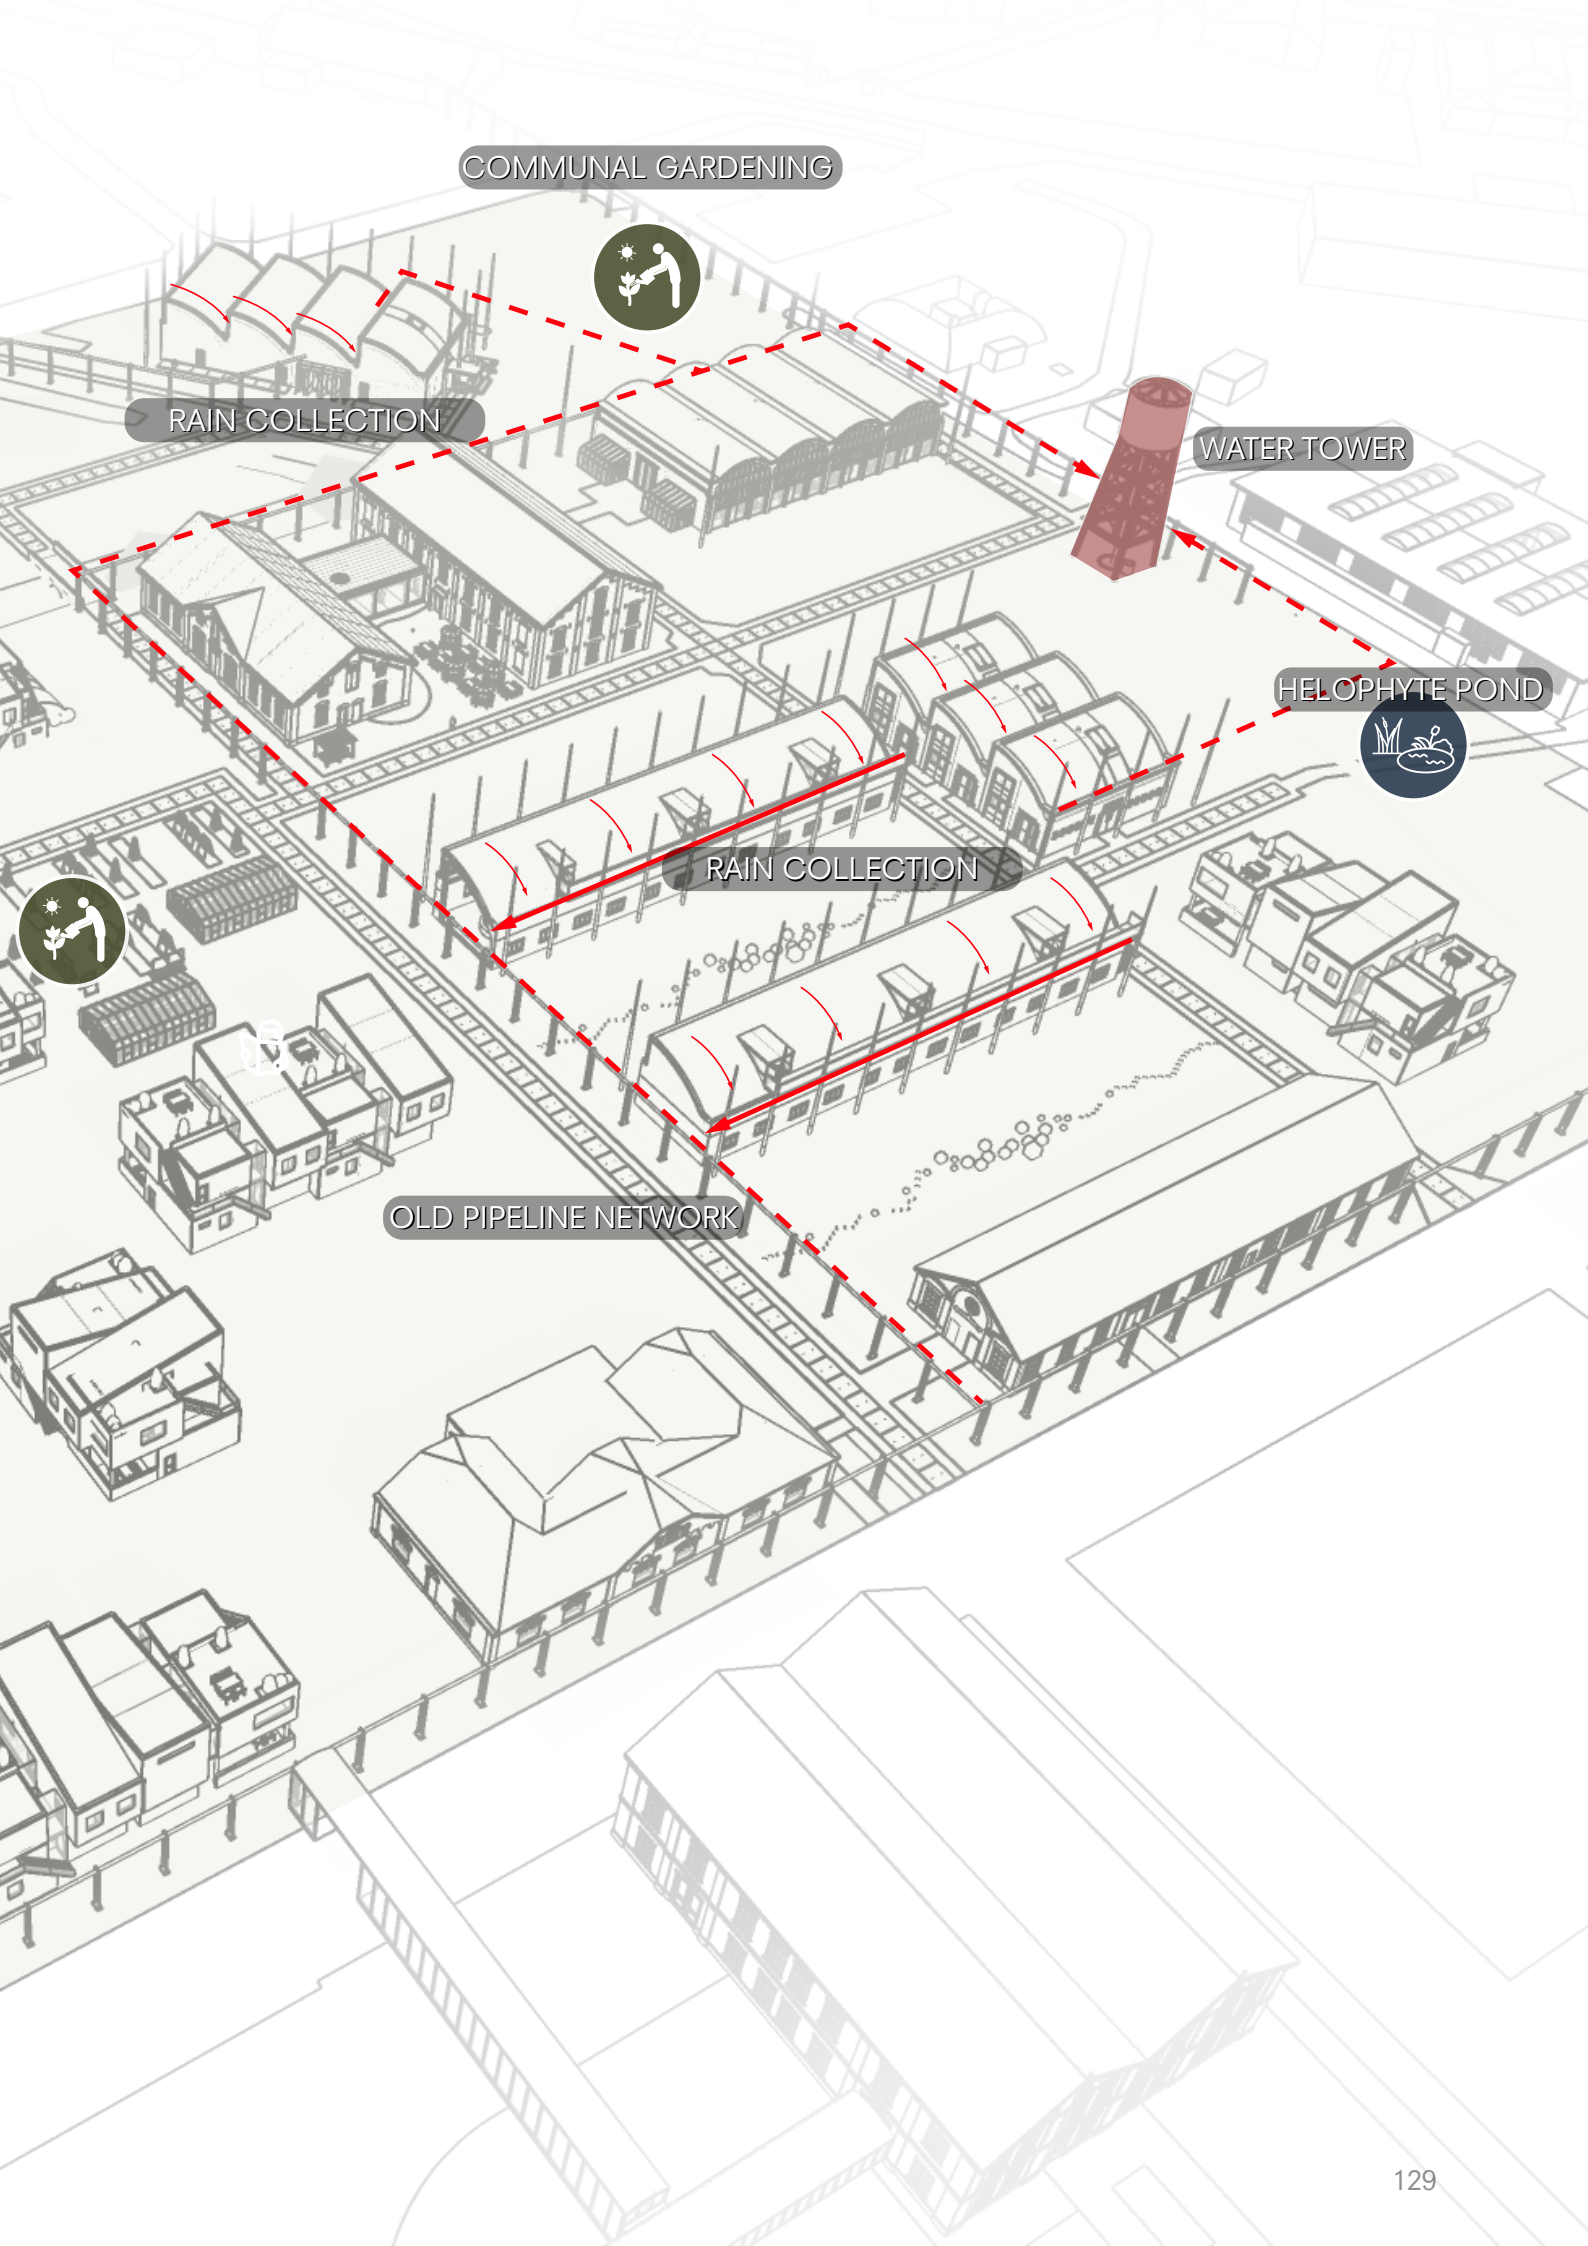 COMMUNAL GARDENING
RAIN COLLECTION
WATER TOWER
HELOPHYTE POND
RAIN COLLECTION
OLD PIPELINE NETWORK
129